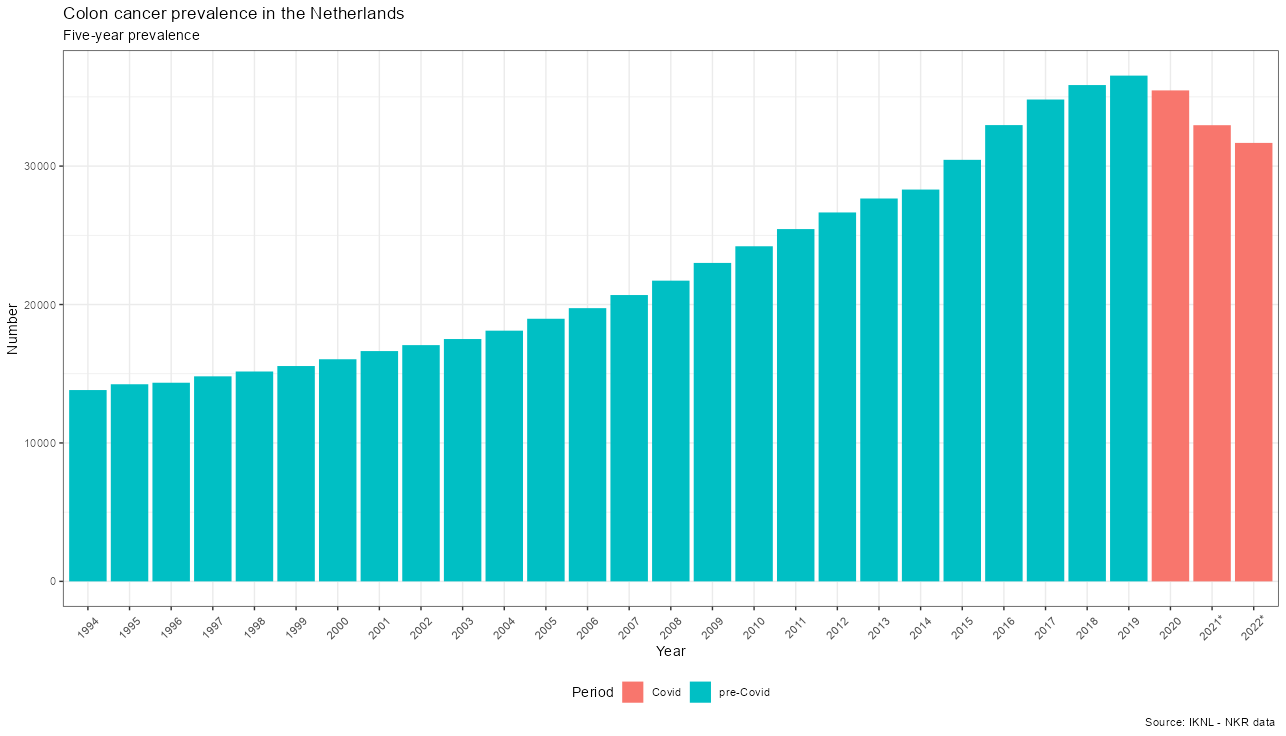 Colon cancer prevalence in the Netherlands
Five-year prevalence
Number
30000
20000
10000
0
1994 1995 1996 1997 1998 1999 2000 2001 2002 2003 2004 2005 2006 2007 2008 2009 2010 2011 2012 2013 2014 2015 2016 2017 2018 2019 2020 2021* 2022*
Year
Period Covid pre-Covid
Source: IKNL - NKR data